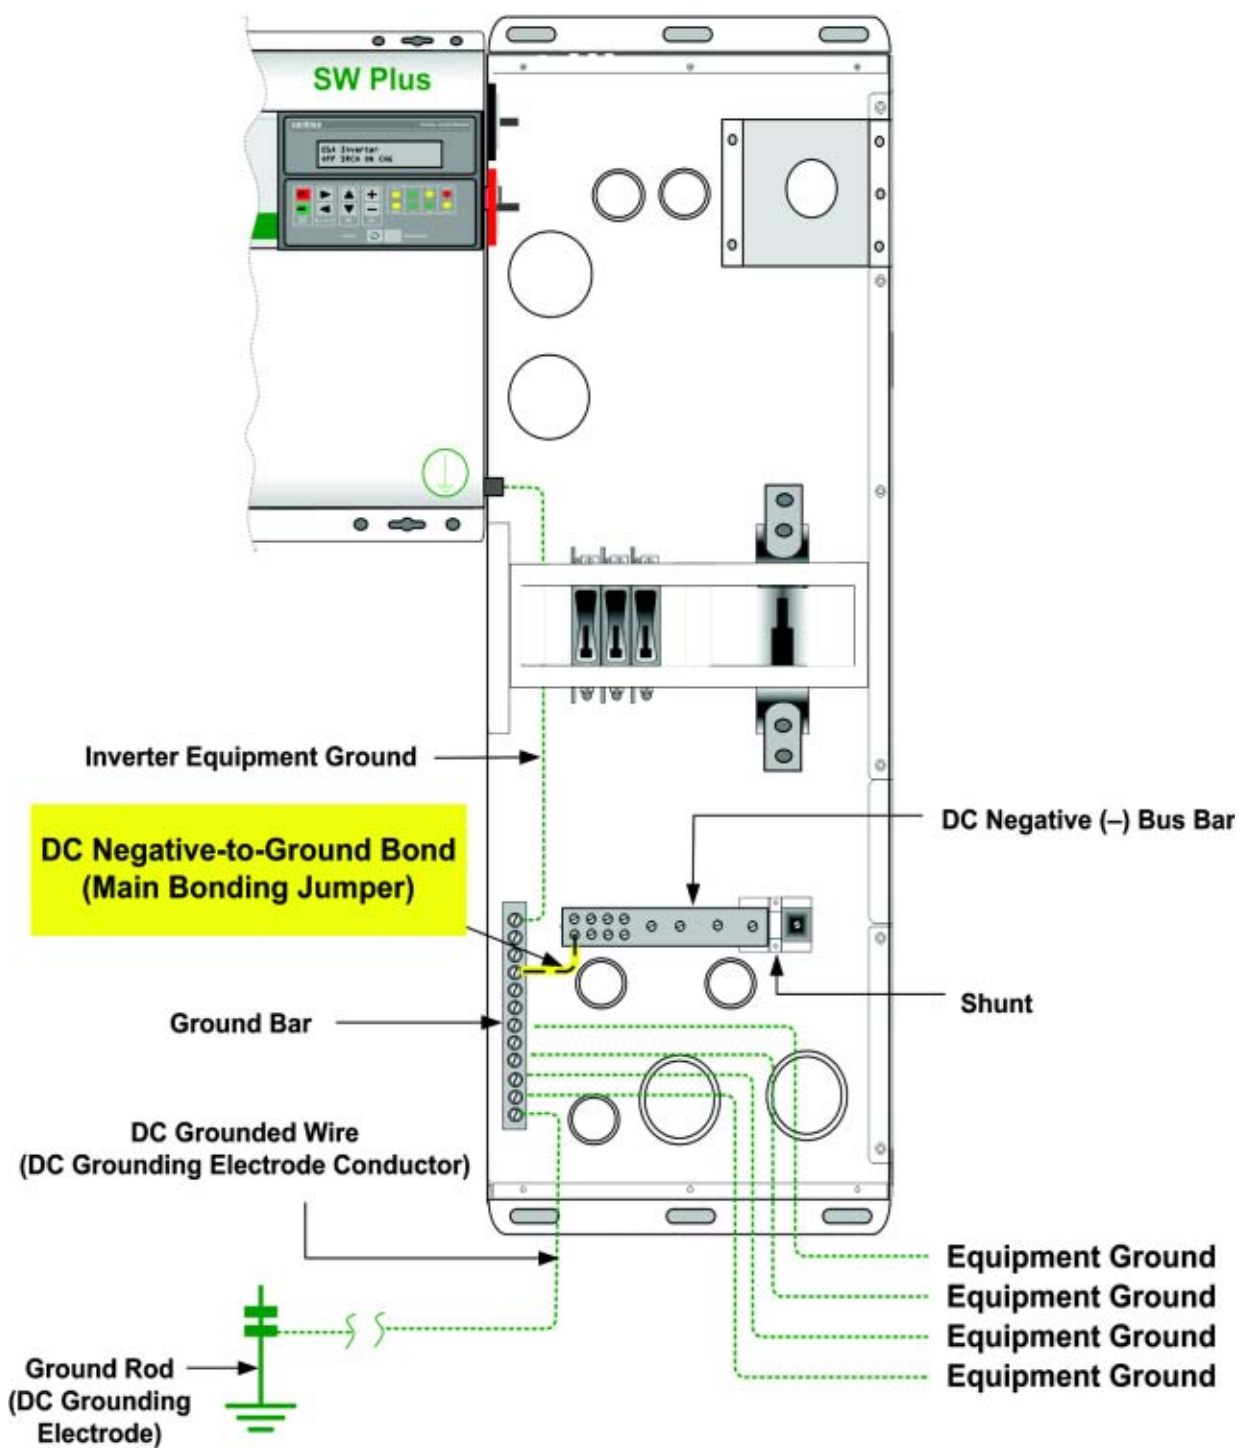 SW Plus
Inverter Equipment Ground
DC Negative-to-Ground Bond
(Main Bonding Jumper)
DC Negative (–) Bus Bar
Shunt
Ground Bar
DC Grounded Wire
(DC Grounding Electrode Conductor)
Equipment Ground
Equipment Ground
Equipment Ground
Equipment Ground
Ground Rod
(DC Grounding
Electrode)